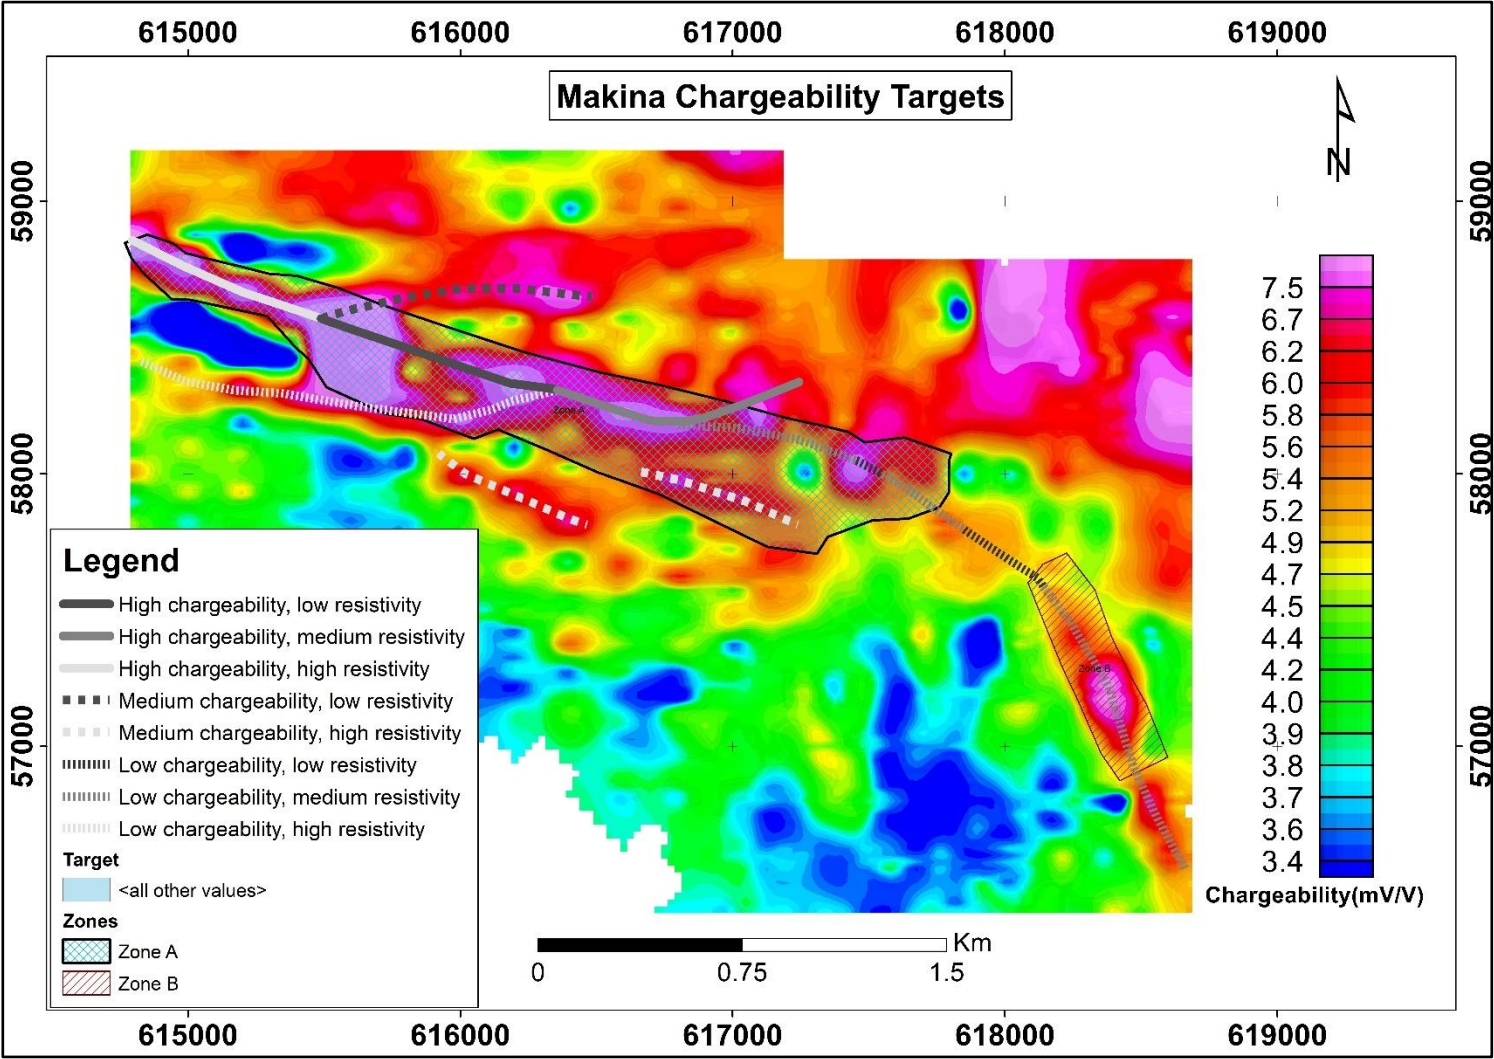 615000 616000 617000 618000 619000
Makina Chargeability Targets
N
59000 59000
58000 58000
57000 57000
Zone A
Zone B
7.5
6.7
6.2
6.0
5.8
5.6
5.4
5.2
4.9
4.7
4.5
4.4
4.2
4.0
3.9
3.8
3.7
3.6
3.4
Chargeability(mV/V)
Legend
High chargeability, low resistivity
High chargeability, medium resistivity
High chargeability, high resistivity
Medium chargeability, low resistivity
Medium chargeability, high resistivity
Low chargeability, low resistivity
Low chargeability, medium resistivity
Low chargeability, high resistivity
Target
<all other values>
Zones
Zone A
Zone B
Km
0 0.75 1.5
615000 616000 617000 618000 619000